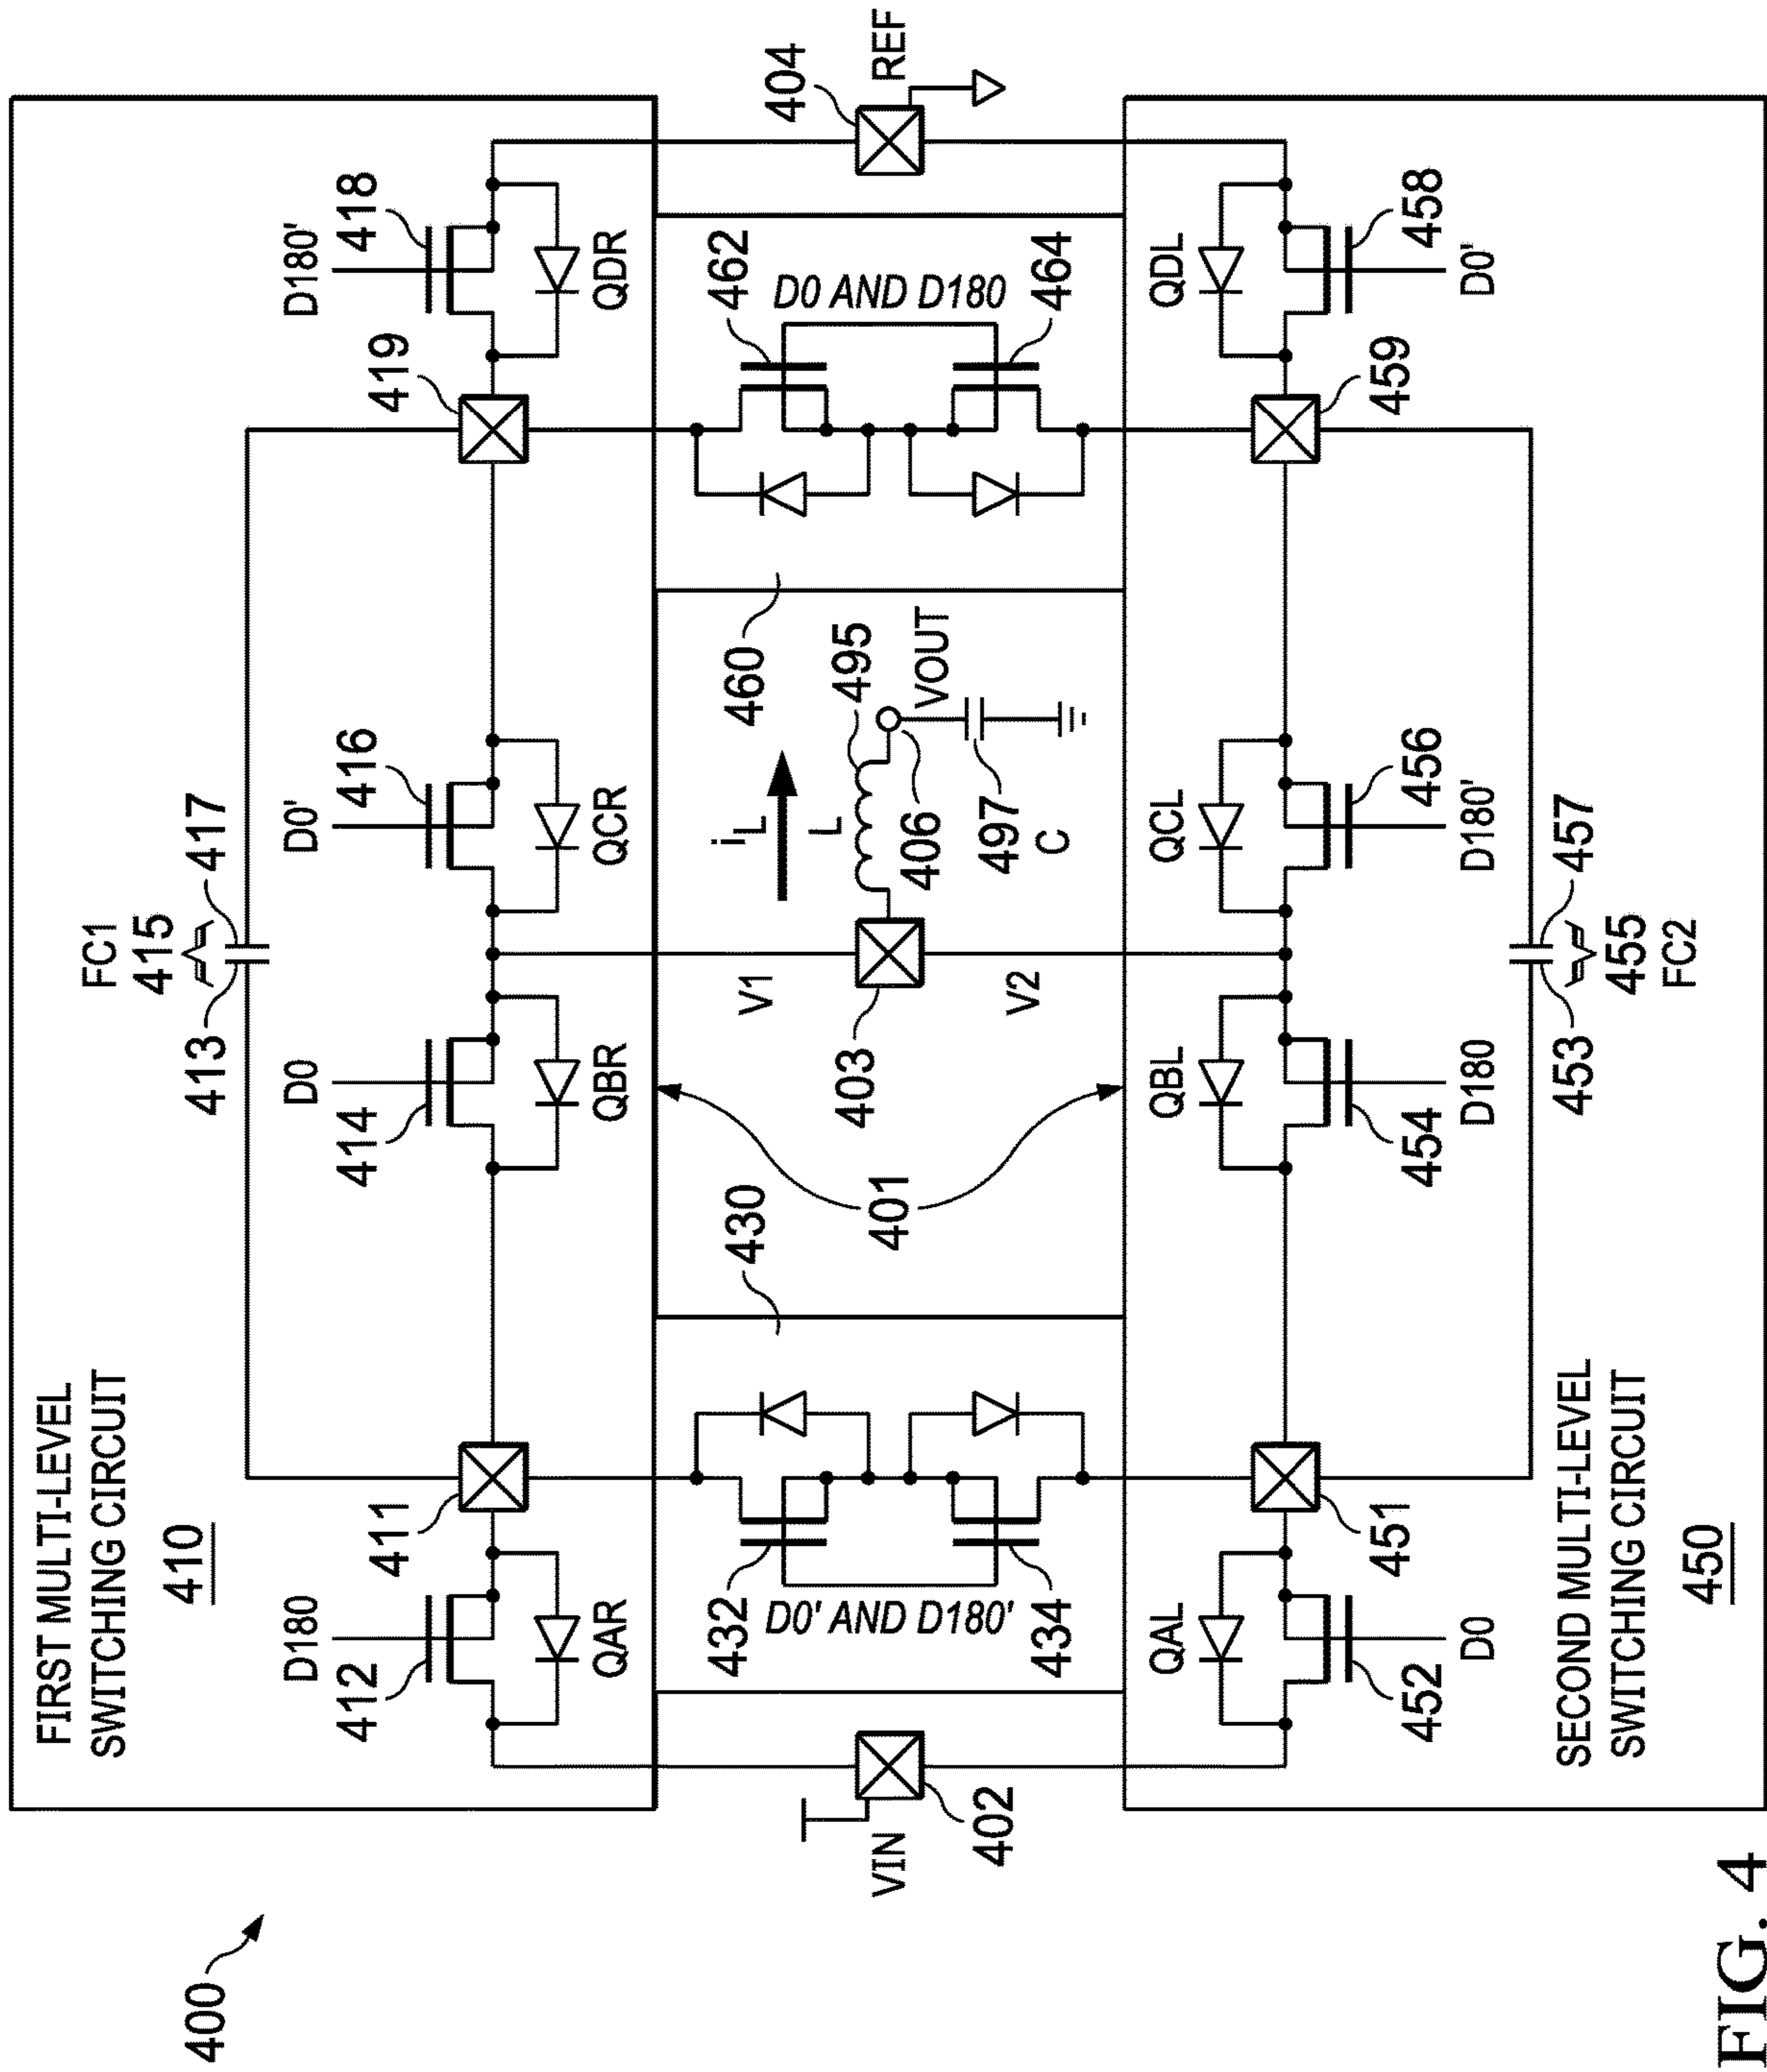 400
FIRST MULTI-LEVEL
SWITCHING CIRCUIT
410
FC1
415
413
417
D180
412
QAR
411
D0
414
QBR
D0'
416
QCR
419
D180'
418
QDR
VIN
402
430
432
D0' AND D180'
434
401
V1
403
V2
iL
L
495
406
VOUT
497
C
460
462
D0 AND D180
464
404
REF
QAL
452
D0
451
QBL
454
D180
QCL
456
D180'
459
QDL
458
D0'
453
457
455
FC2
SECOND MULTI-LEVEL
SWITCHING CIRCUIT
450
FIG. 4